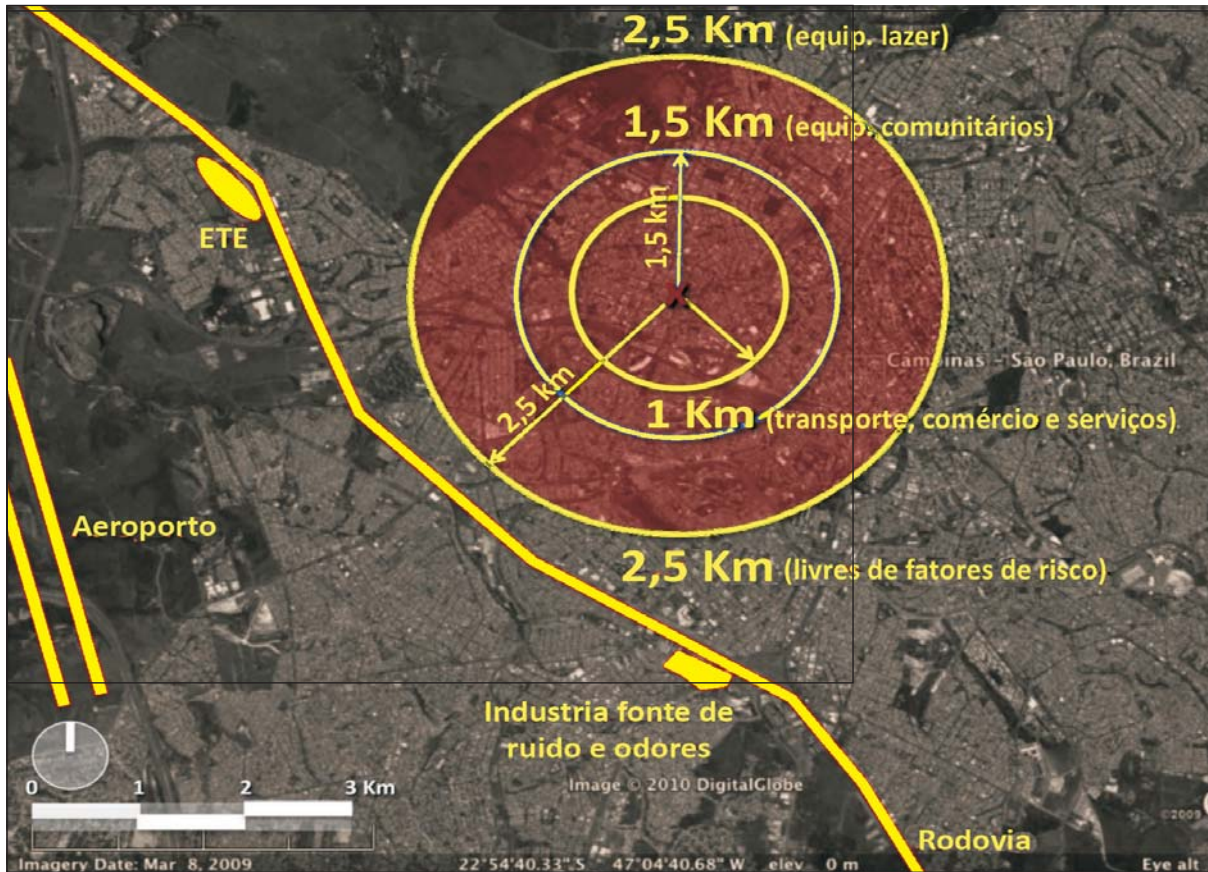 2,5 Km (equip. lazer)
1,5 Km (equip. comunitários)
1,5 km
ETE
Campinas - São Paulo, Brazil
2,5 km
1 Km (transporte, comércio e serviços)
Aeroporto
2,5 Km (livres de fatores de risco)
Industria fonte de
ruido e odores
0 1 2 3 Km
Image © 2010 DigitalGlobe
©2009
Rodovia
Imagery Date: Mar 8, 2009 22°54'40.33" S 47°04'40.68" W elev 0 m Eye alt